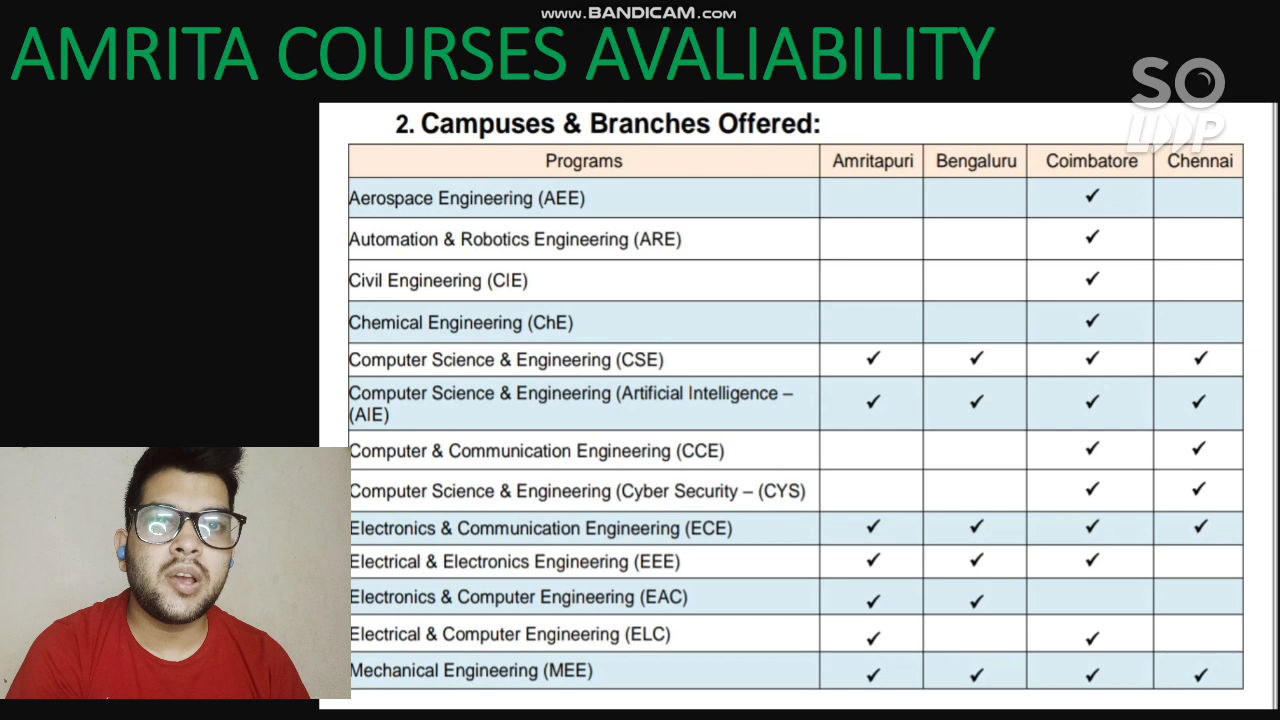 www.BANDICAM.com
AMRITA COURSES AVALIABILITY
SO
LOOP
2. Campuses & Branches Offered:
Programs Amritapuri Bengaluru Coimbatore Chennai
Aerospace Engineering (AEE) ✓
Automation & Robotics Engineering (ARE) ✓
Civil Engineering (CIE) ✓
Chemical Engineering (ChE) ✓
Computer Science & Engineering (CSE) ✓ ✓ ✓ ✓
Computer Science & Engineering (Artificial Intelligence –
(AIE) ✓ ✓ ✓ ✓
Computer & Communication Engineering (CCE) ✓ ✓
Computer Science & Engineering (Cyber Security – (CYS) ✓ ✓
Electronics & Communication Engineering (ECE) ✓ ✓ ✓ ✓
Electrical & Electronics Engineering (EEE) ✓ ✓ ✓
Electronics & Computer Engineering (EAC) ✓ ✓
Electrical & Computer Engineering (ELC) ✓ ✓
Mechanical Engineering (MEE) ✓ ✓ ✓ ✓